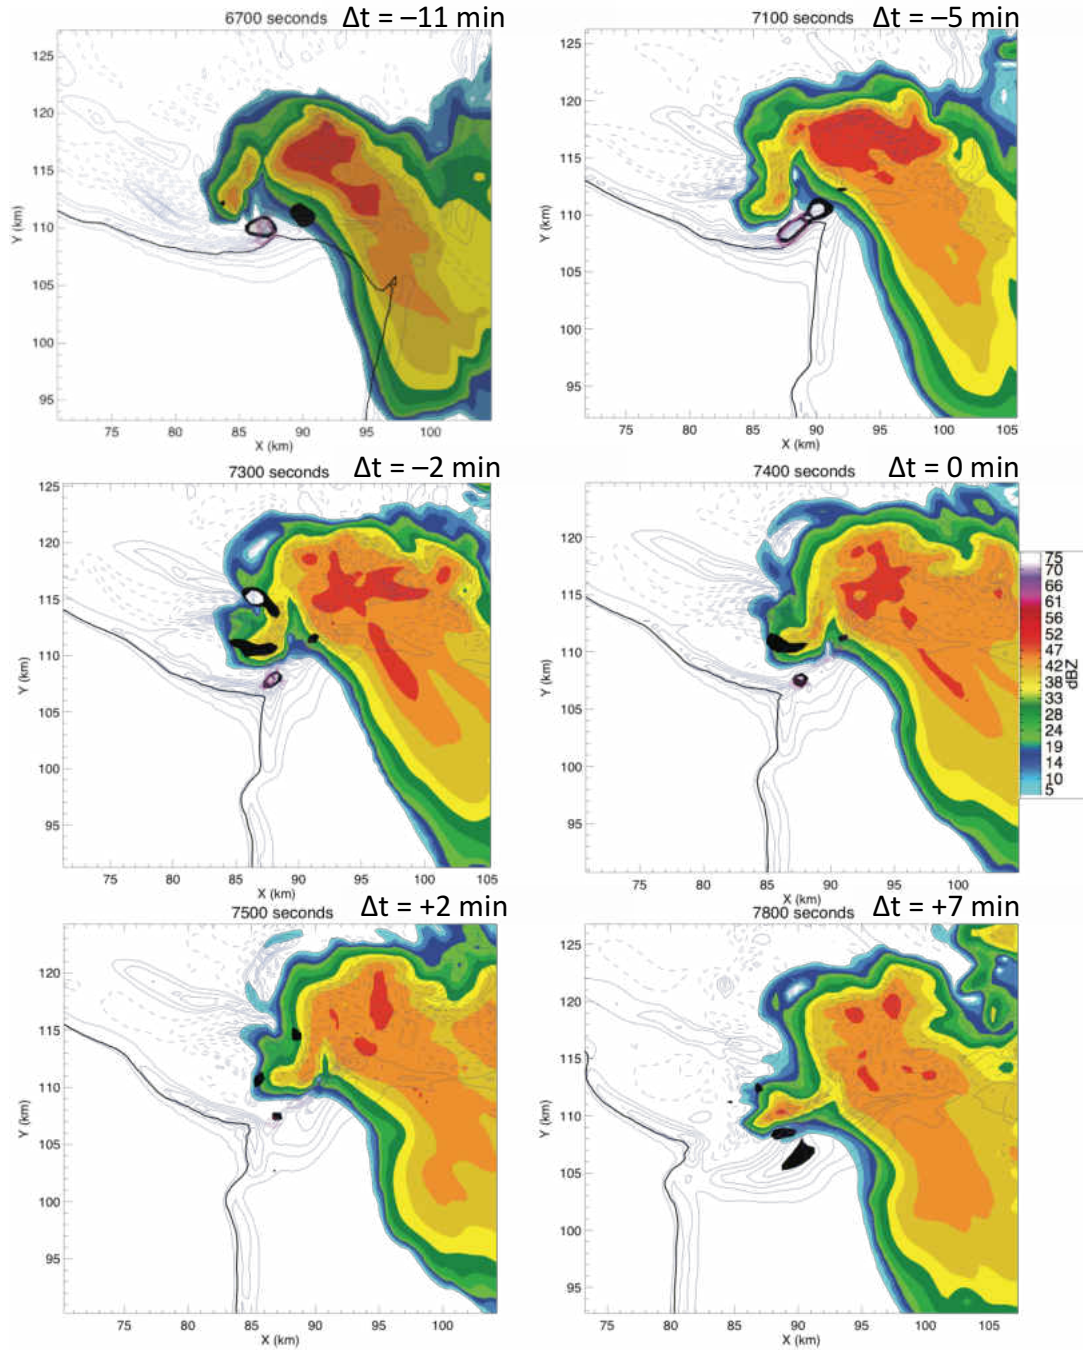 6700 seconds Δt = –11 min
7100 seconds Δt = –5 min
125
120
115
110
105
100
95
Y (km)
75 80 85 90 95 100
X (km)
125
120
115
110
105
100
95
Y (km)
75 80 85 90 95 100 105
X (km)
7300 seconds Δt = –2 min
7400 seconds Δt = 0 min
125
120
115
110
105
100
95
Y (km)
75 80 85 90 95 100 105
X (km)
120
115
110
105
100
95
Y (km)
75 80 85 90 95 100
X (km)
75
70
66
61
56
52
47
42
38
33
28
24
19
14
10
5
dBZ
7500 seconds Δt = +2 min
7800 seconds Δt = +7 min
120
115
110
105
100
95
Y (km)
75 80 85 90 95 100
X (km)
125
120
115
110
105
100
95
Y (km)
75 80 85 90 95 100 105
X (km)